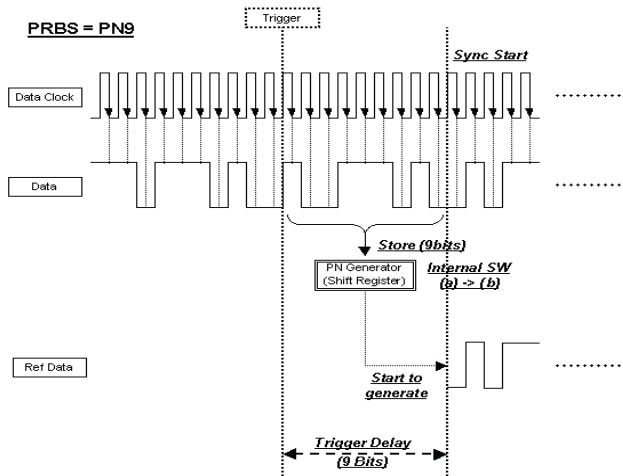 Trigger
PRBS = PN9
Sync Start
Data Clock
Data
Store (9bits)
PN Generator
(Shift Register)
Internal SW
(a) -> (b)
Ref Data
Start to
generate
Trigger Delay
(9 Bits)